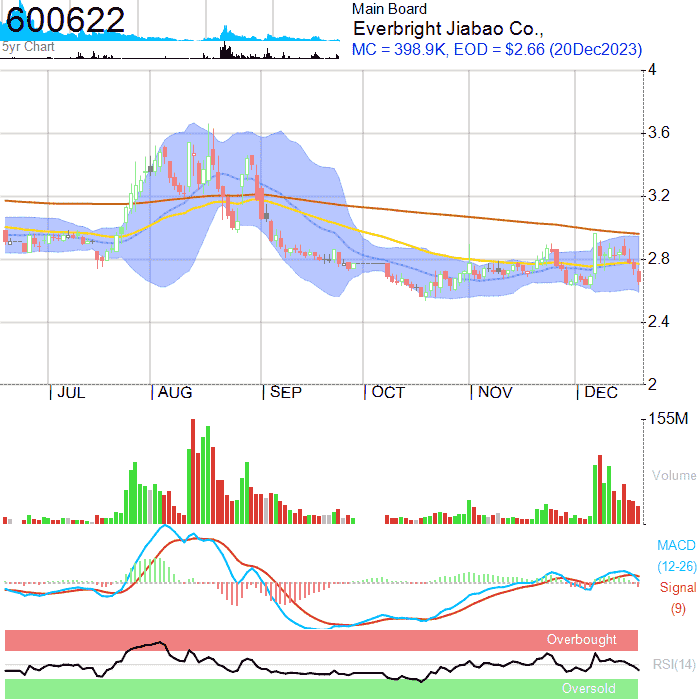 600622
5yr Chart
Main Board
Everbright Jiabao Co.,
MC = 398.9K, EOD = $2.66 (20Dec2023)
4
3.6
3.2
2.8
2.4
2
JUL
AUG
SEP
OCT
NOV
DEC
155M
Volume
MACD
(12-26)
Signal
(9)
Overbought
RSI(14)
Oversold